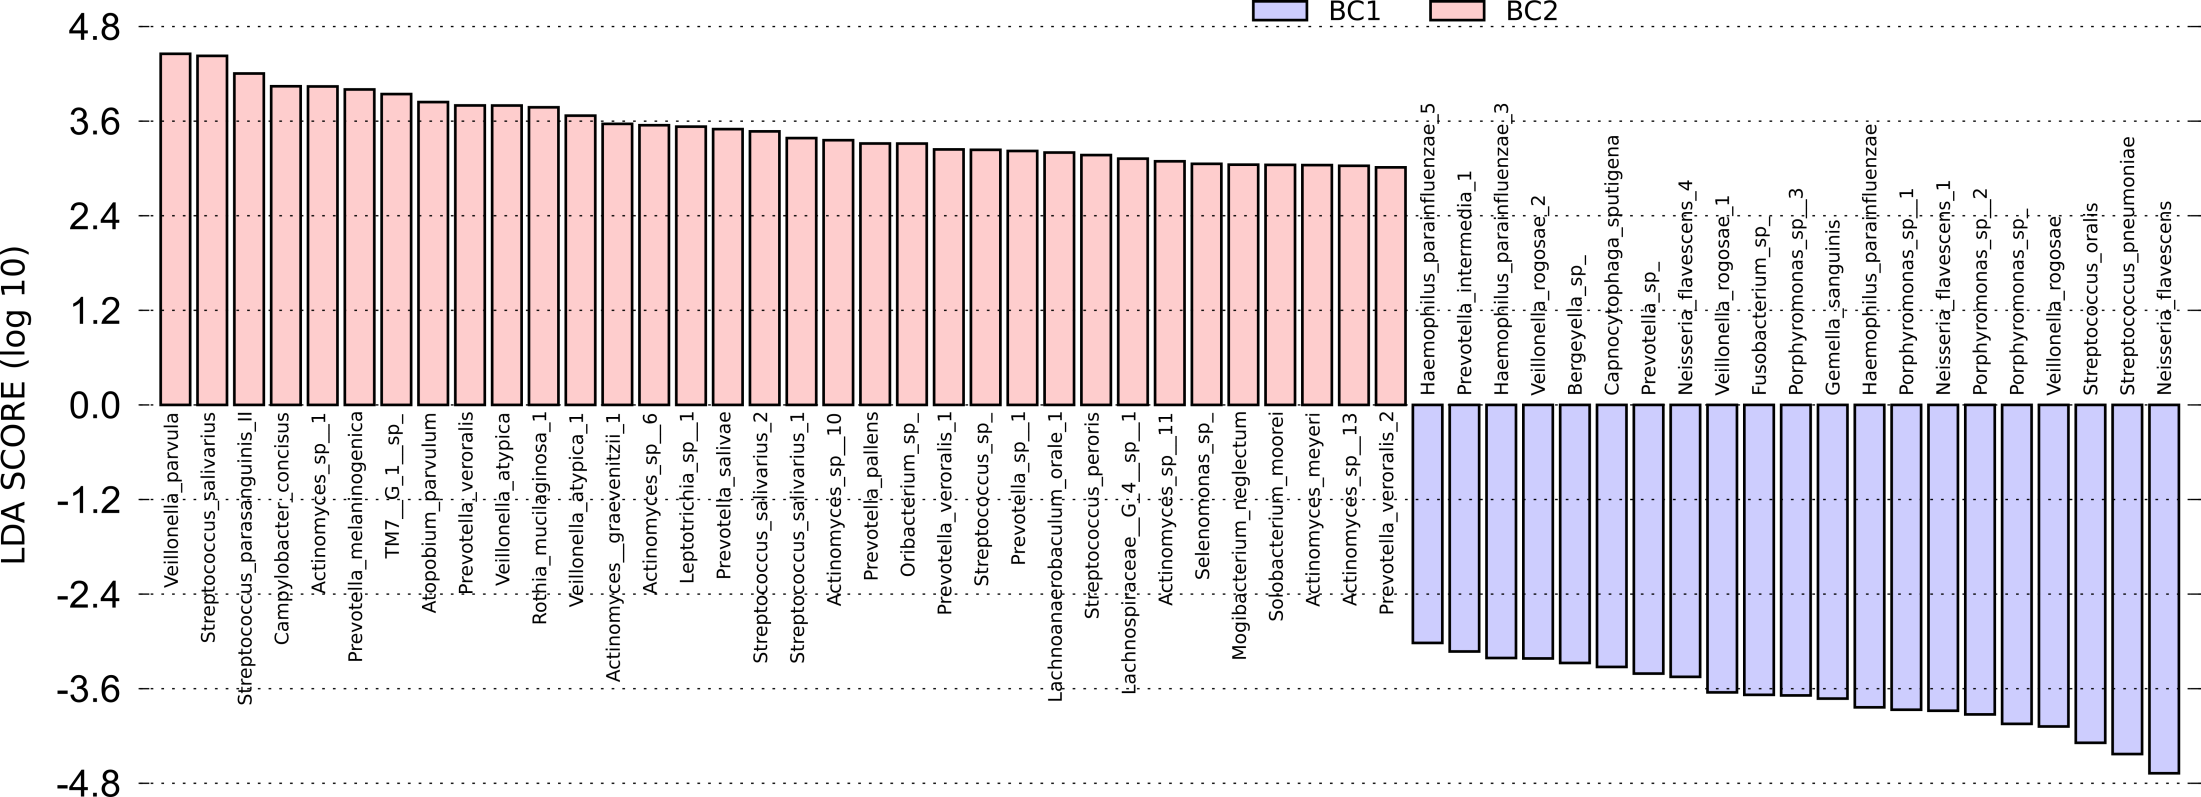 BC1 BC2
LDA SCORE (log 10)
4.8
3.6
2.4
1.2
0.0
-1.2
-2.4
-3.6
-4.8
Veillonella_parvula
Streptococcus_salivarius
Streptococcus_parasanguinis_II
Campylobacter_concisus
Actinomyces_sp__1
Prevotella_melaninogenica
TM7__G_1__sp_
Atopobium_parvulum
Prevotella_veroralis
Veillonella_atypica
Rothia_mucilaginosa_1
Veillonella_atypica_1
Actinomyces__graevenitzii_1
Actinomyces_sp__6
Leptotrichia_sp__1
Prevotella_salivae
Streptococcus_salivarius_2
Streptococcus_salivarius_1
Actinomyces_sp__10
Prevotella_pallens
Oribacterium_sp_
Prevotella_veroralis_1
Streptococcus_sp_
Prevotella_sp__1
Lachnoanaerobaculum_orale_1
Streptococcus_peroris
Lachnospiraceae__G_4__sp__1
Actinomyces_sp__11
Selenomonas_sp_
Mogibacterium_neglectum
Solobacterium_moorei
Actinomyces_meyeri
Actinomyces_sp__13
Prevotella_veroralis_2
Haemophilus_parainfluenzae_5
Prevotella_intermedia_1
Haemophilus_parainfluenzae_3
Veillonella_rogosae_2
Bergeyella_sp_
Capnocytophaga_sputigena
Prevotella_sp_
Neisseria_flavescens_4
Veillonella_rogosae_1
Fusobacterium_sp_
Porphyromonas_sp__3
Gemella_sanguinis
Haemophilus_parainfluenzae
Porphyromonas_sp__1
Neisseria_flavescens_1
Porphyromonas_sp__2
Porphyromonas_sp_
Veillonella_rogosae
Streptococcus_oralis
Streptococcus_pneumoniae
Neisseria_flavescens